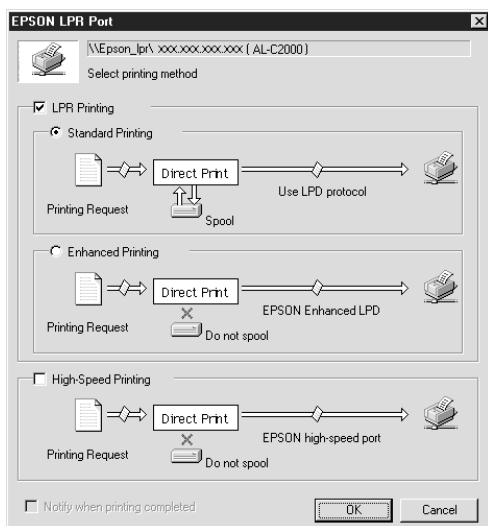 EPSON LPR Port
\\Epson_lpr\ xxx.xxx.xxx.xxx ( AL-C2000 )
Select printing method
LPR Printing
Standard Printing
Direct Print
Use LPD protocol
Printing Request
Spool
Enhanced Printing
Direct Print
EPSON Enhanced LPD
Printing Request
Do not spool
High-Speed Printing
Direct Print
EPSON high-speed port
Printing Request
Do not spool
Notify when printing completed
OK
Cancel